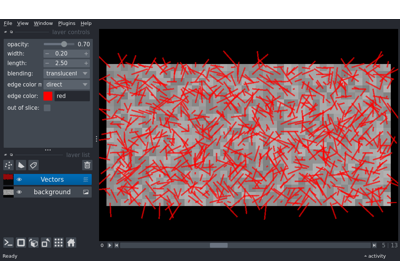 File View Window Plugins Help
layer controls
opacity: 0.70
width: 0.20
length: 2.50
blending: translucent
edge color m direct
edge color: red
out of slice:
layer list
Vectors
background
0 5 13
Ready activity